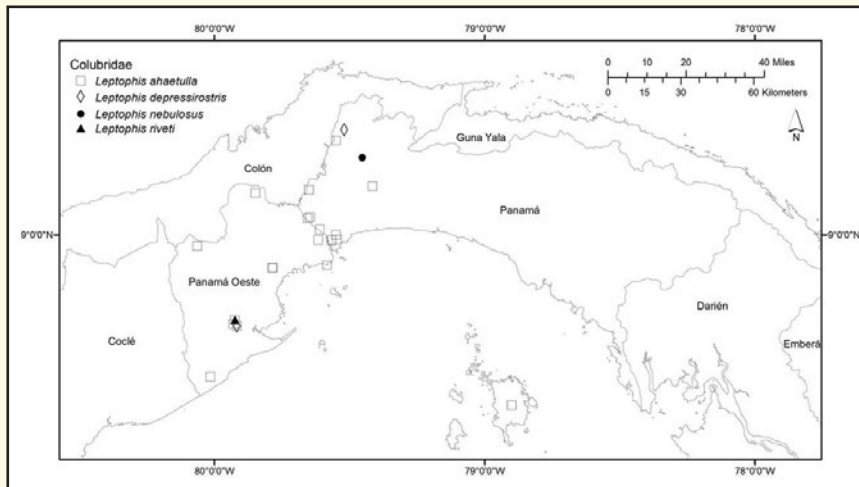 80°0'0"W 79°0'0"W 78°0'0"W
Colubridae
Leptophis ahaetulla
Leptophis depressirostris
Leptophis nebulosus
Leptophis riveti
0 10 20 40 Miles
0 15 30 60 Kilometers
N
Guna Yala
Colón
Panamá
9°0'0"N 9°0'0"N
Panamá Oeste
Darién
Coclé
Emberá
80°0'0"W 79°0'0"W 78°0'0"W